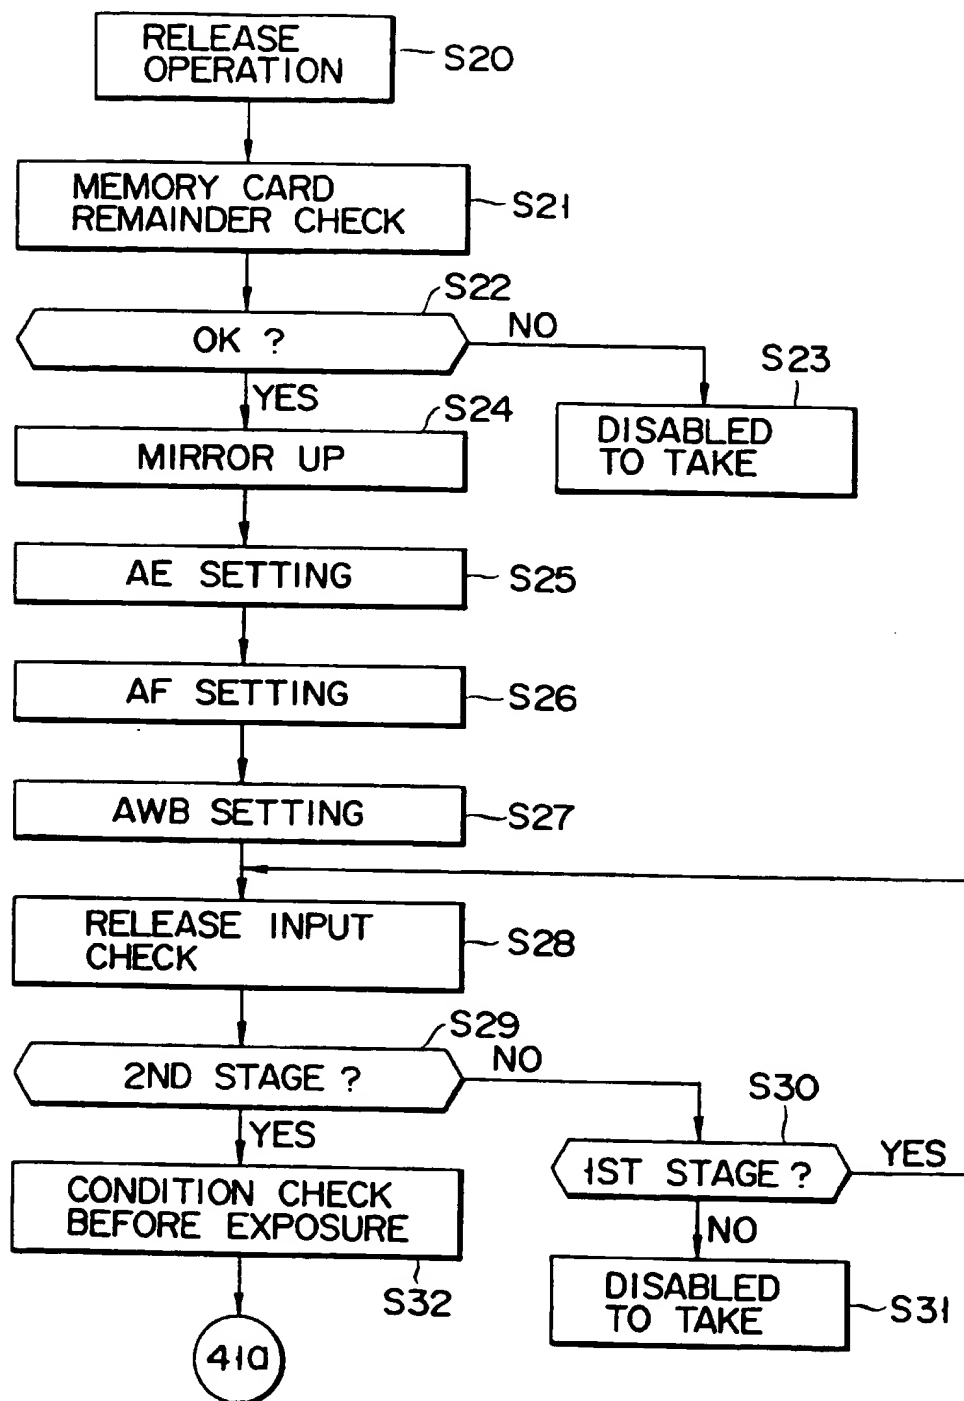 RELEASE
OPERATION
S20
MEMORY CARD
REMAINDER CHECK
S21
S22
OK ?
NO
S23
YES
S24
DISABLED
TO TAKE
MIRROR UP
AE SETTING
S25
AF SETTING
S26
AWB SETTING
S27
RELEASE INPUT
CHECK
S28
S29
2ND STAGE ?
NO
S30
YES
1ST STAGE ?
YES
CONDITION CHECK
BEFORE EXPOSURE
NO
S32
DISABLED
TO TAKE
S31
41a